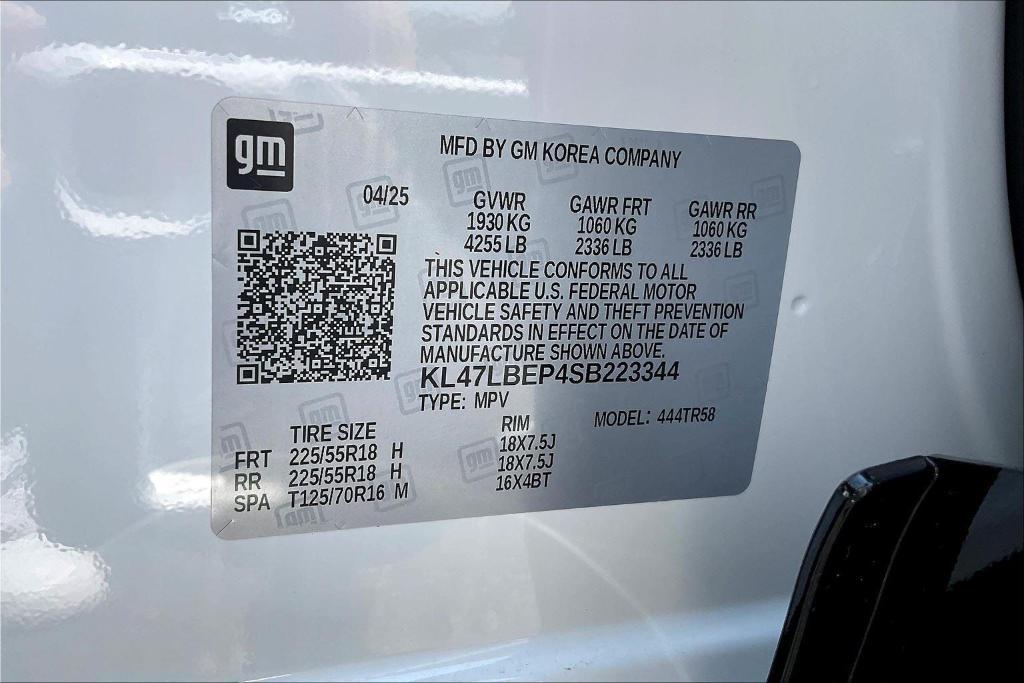 gm
MFD BY GM KOREA COMPANY
04/25
GVWR GAWR FRT GAWR RR
1930 KG 1060 KG 1060 KG
4255 LB 2336 LB 2336 LB
THIS VEHICLE CONFORMS TO ALL
APPLICABLE U.S. FEDERAL MOTOR
VEHICLE SAFETY AND THEFT PREVENTION
STANDARDS IN EFFECT ON THE DATE OF
MANUFACTURE SHOWN ABOVE.
KL47LBEP4SB223344
TYPE: MPV MODEL: 444TR58
TIRE SIZE RIM
FRT 225/55R18 H 18X7.5J
RR 225/55R18 H 18X7.5J
SPA T125/70R16 M 16X4BT